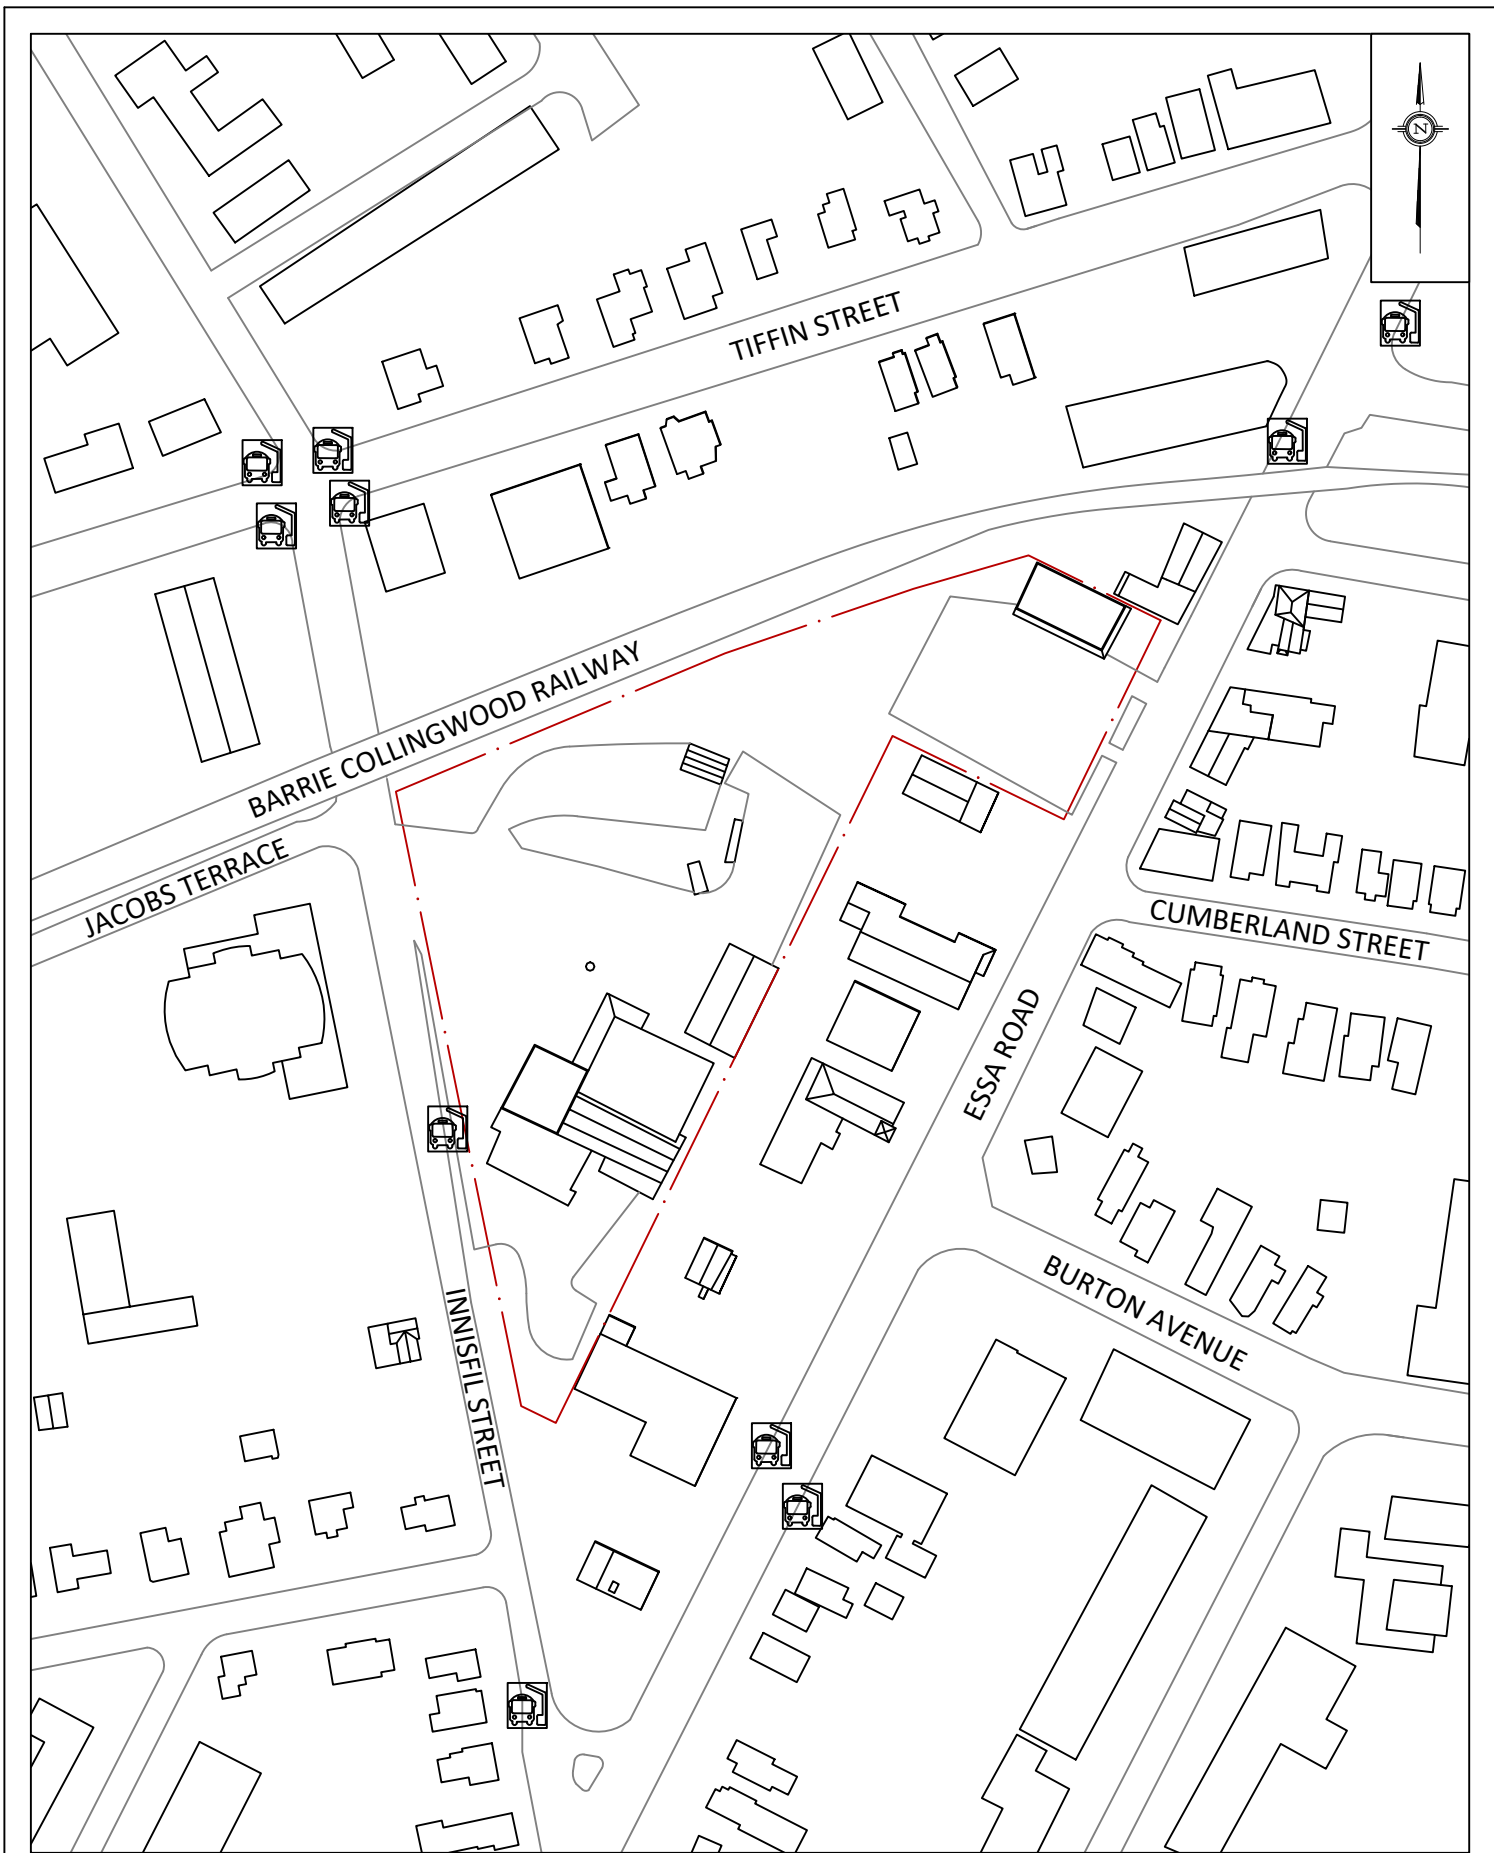 N
TIFFIN STREET
BARRIE COLLINGWOOD RAILWAY
JACOBS TERRACE
CUMBERLAND STREET
ESSA ROAD
BURTON AVENUE
INNISFIL STREET